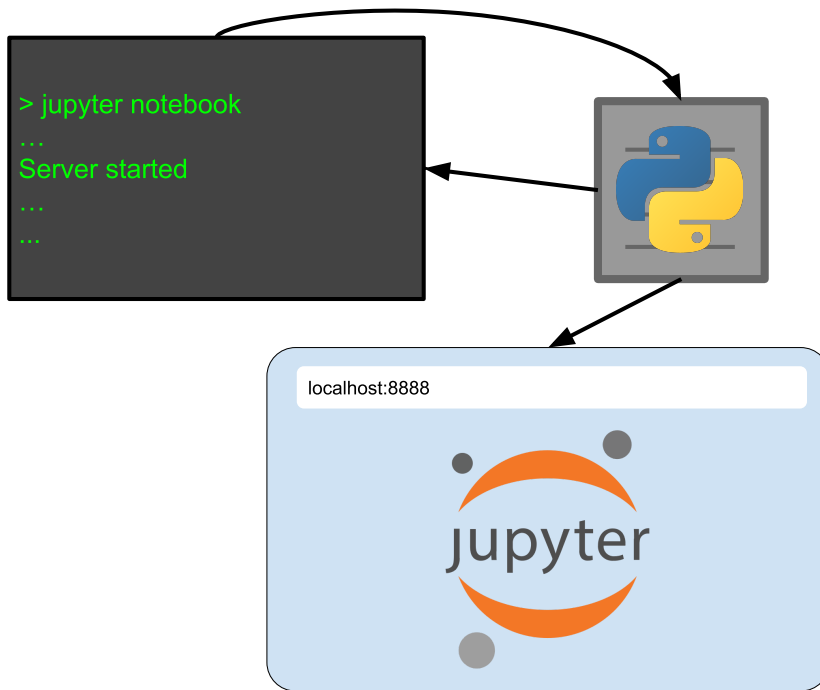 > jupyter notebook
…
Server started
…
...
localhost:8888
jupyter